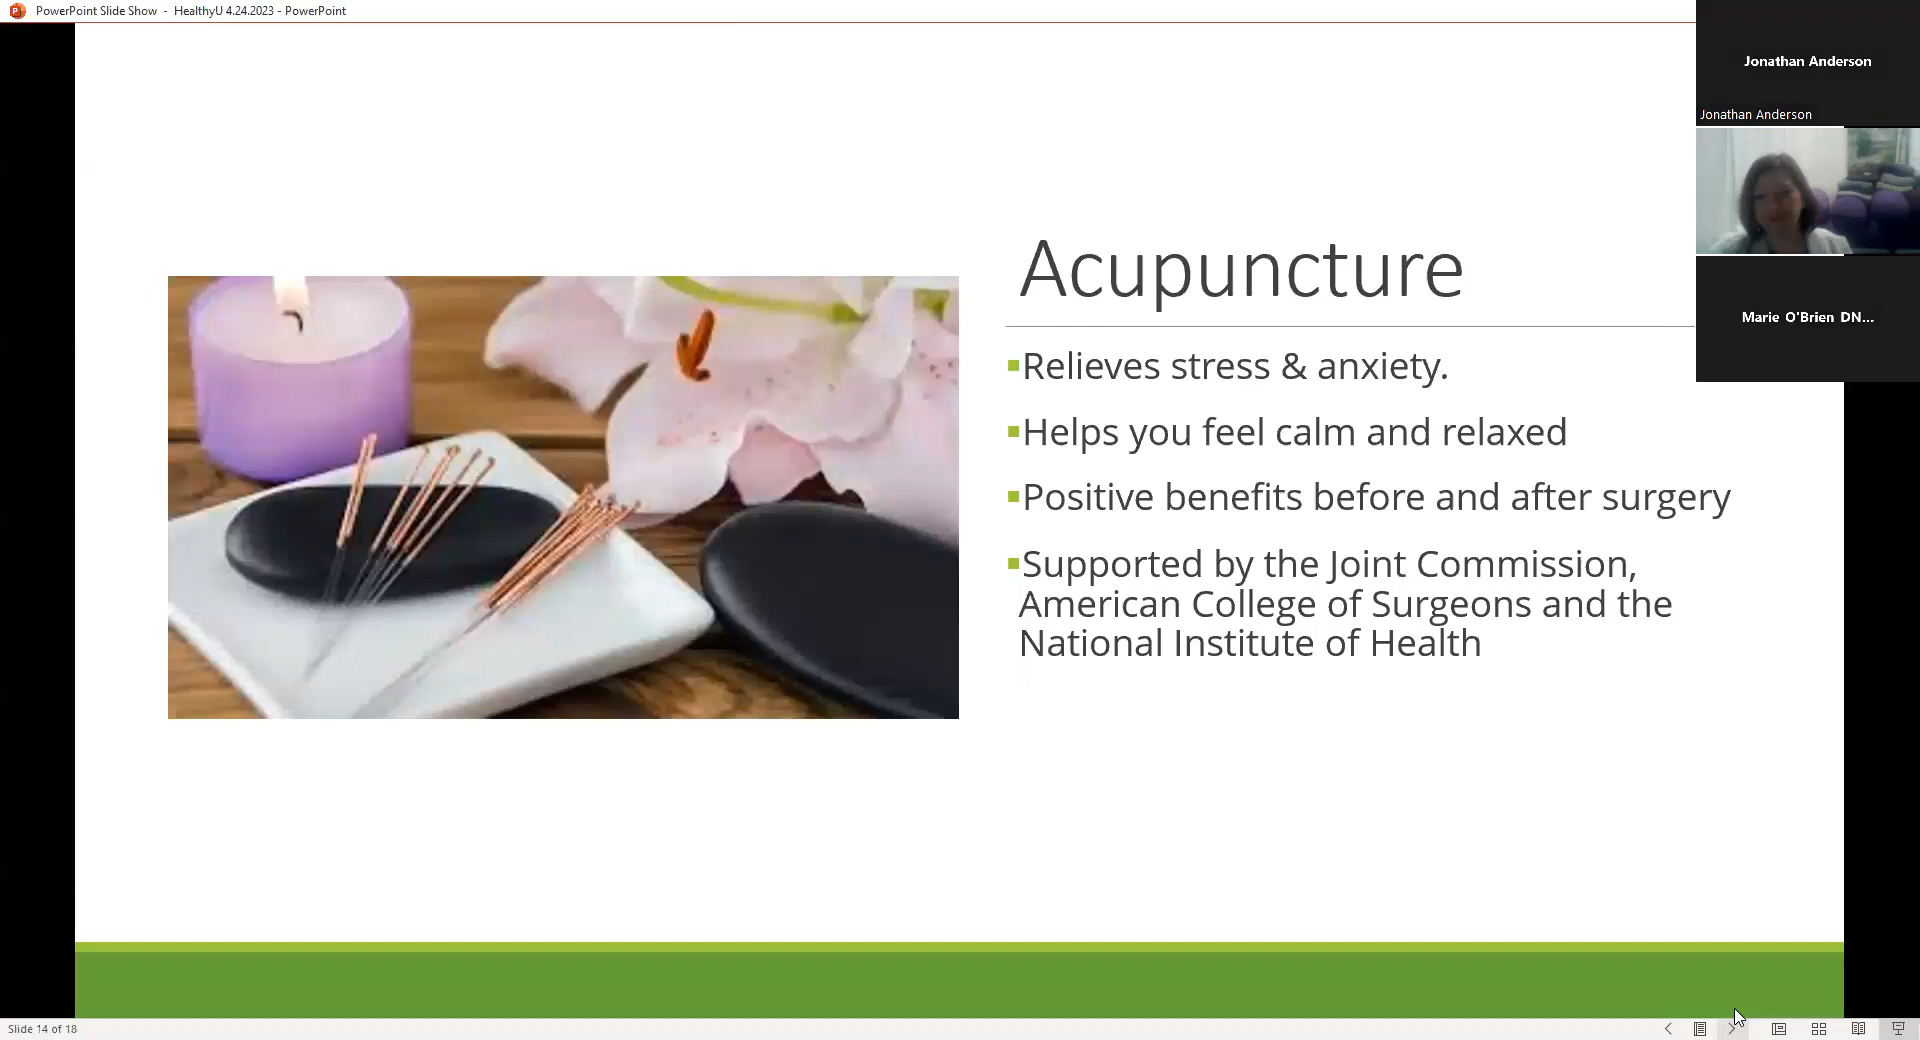 PowerPoint Slide Show - HealthyU 4.24.2023 - PowerPoint
Jonathan Anderson
Jonathan Anderson
Marie O'Brien DN...
Acupuncture
▪Relieves stress & anxiety.
▪Helps you feel calm and relaxed
▪Positive benefits before and after surgery
▪Supported by the Joint Commission,
American College of Surgeons and the
National Institute of Health
Slide 14 of 18